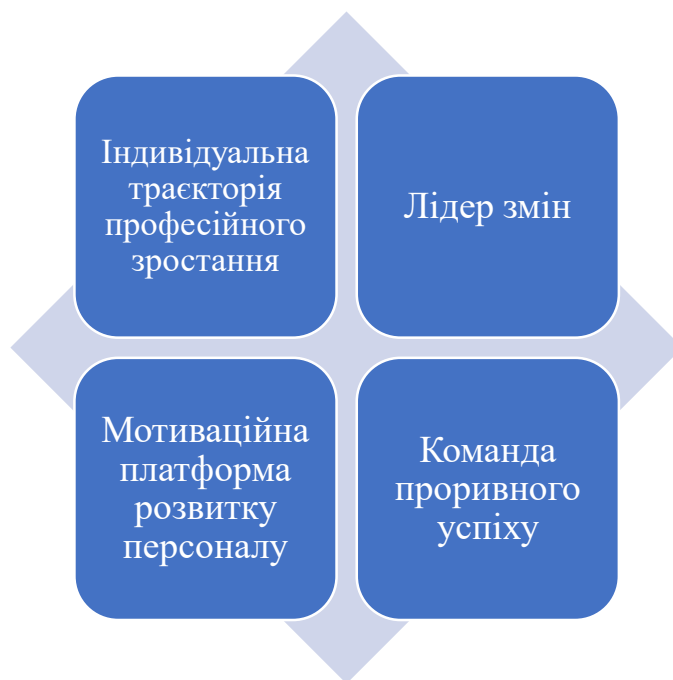 Індивідуальна
траєкторія
професійного
зростання
Лідер змін
Мотиваційна
платформа
розвитку
персоналу
Команда
проривного
успіху